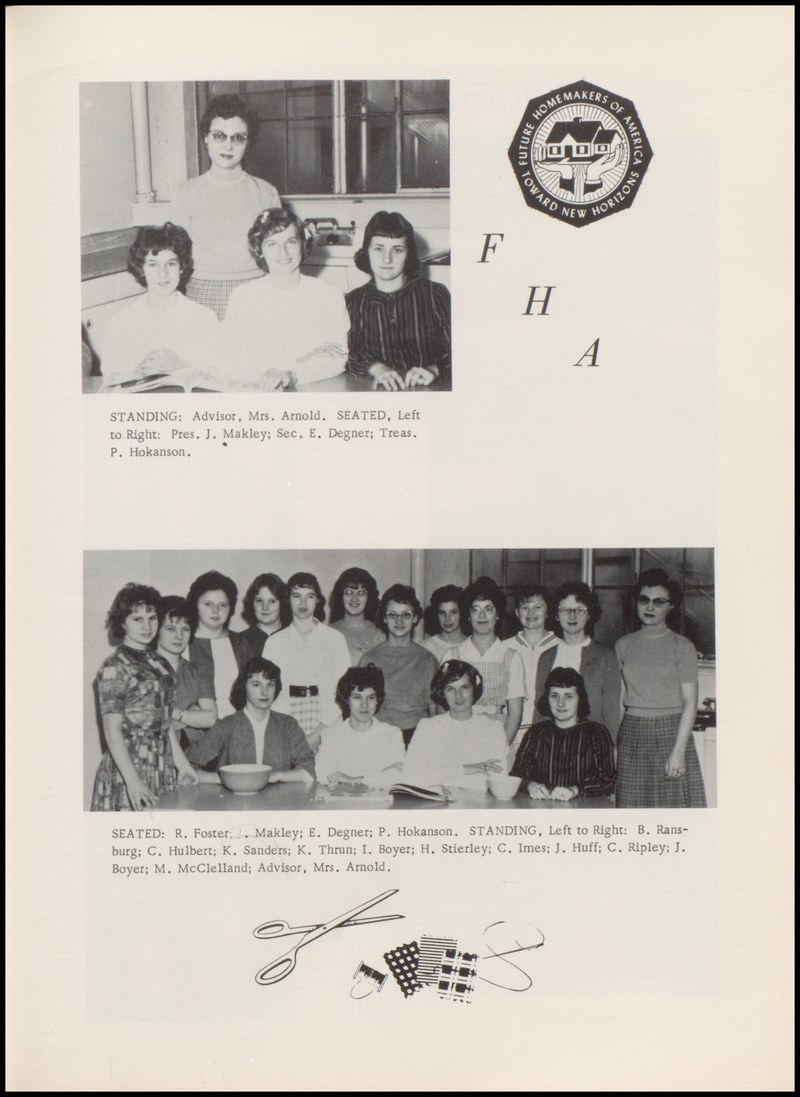 FUTURE HOMEMAKERS OF AMERICA
TOWARD NEW HORIZONS
F
H
A
STANDING: Advisor, Mrs. Arnold. SEATED, Left
to Right: Pres. J. Makley; Sec. E. Degner; Treas.
P. Hokanson.
SEATED: R. Foster; . Makley; E. Degner; P. Hokanson. STANDING, Left to Right: B. Rans-
burg; C. Hulbert; K. Sanders; K. Thrun; I. Boyer; H. Stierley; C. Imes; J. Huff; C. Ripley; J.
Boyer; M. McClelland; Advisor, Mrs. Arnold.